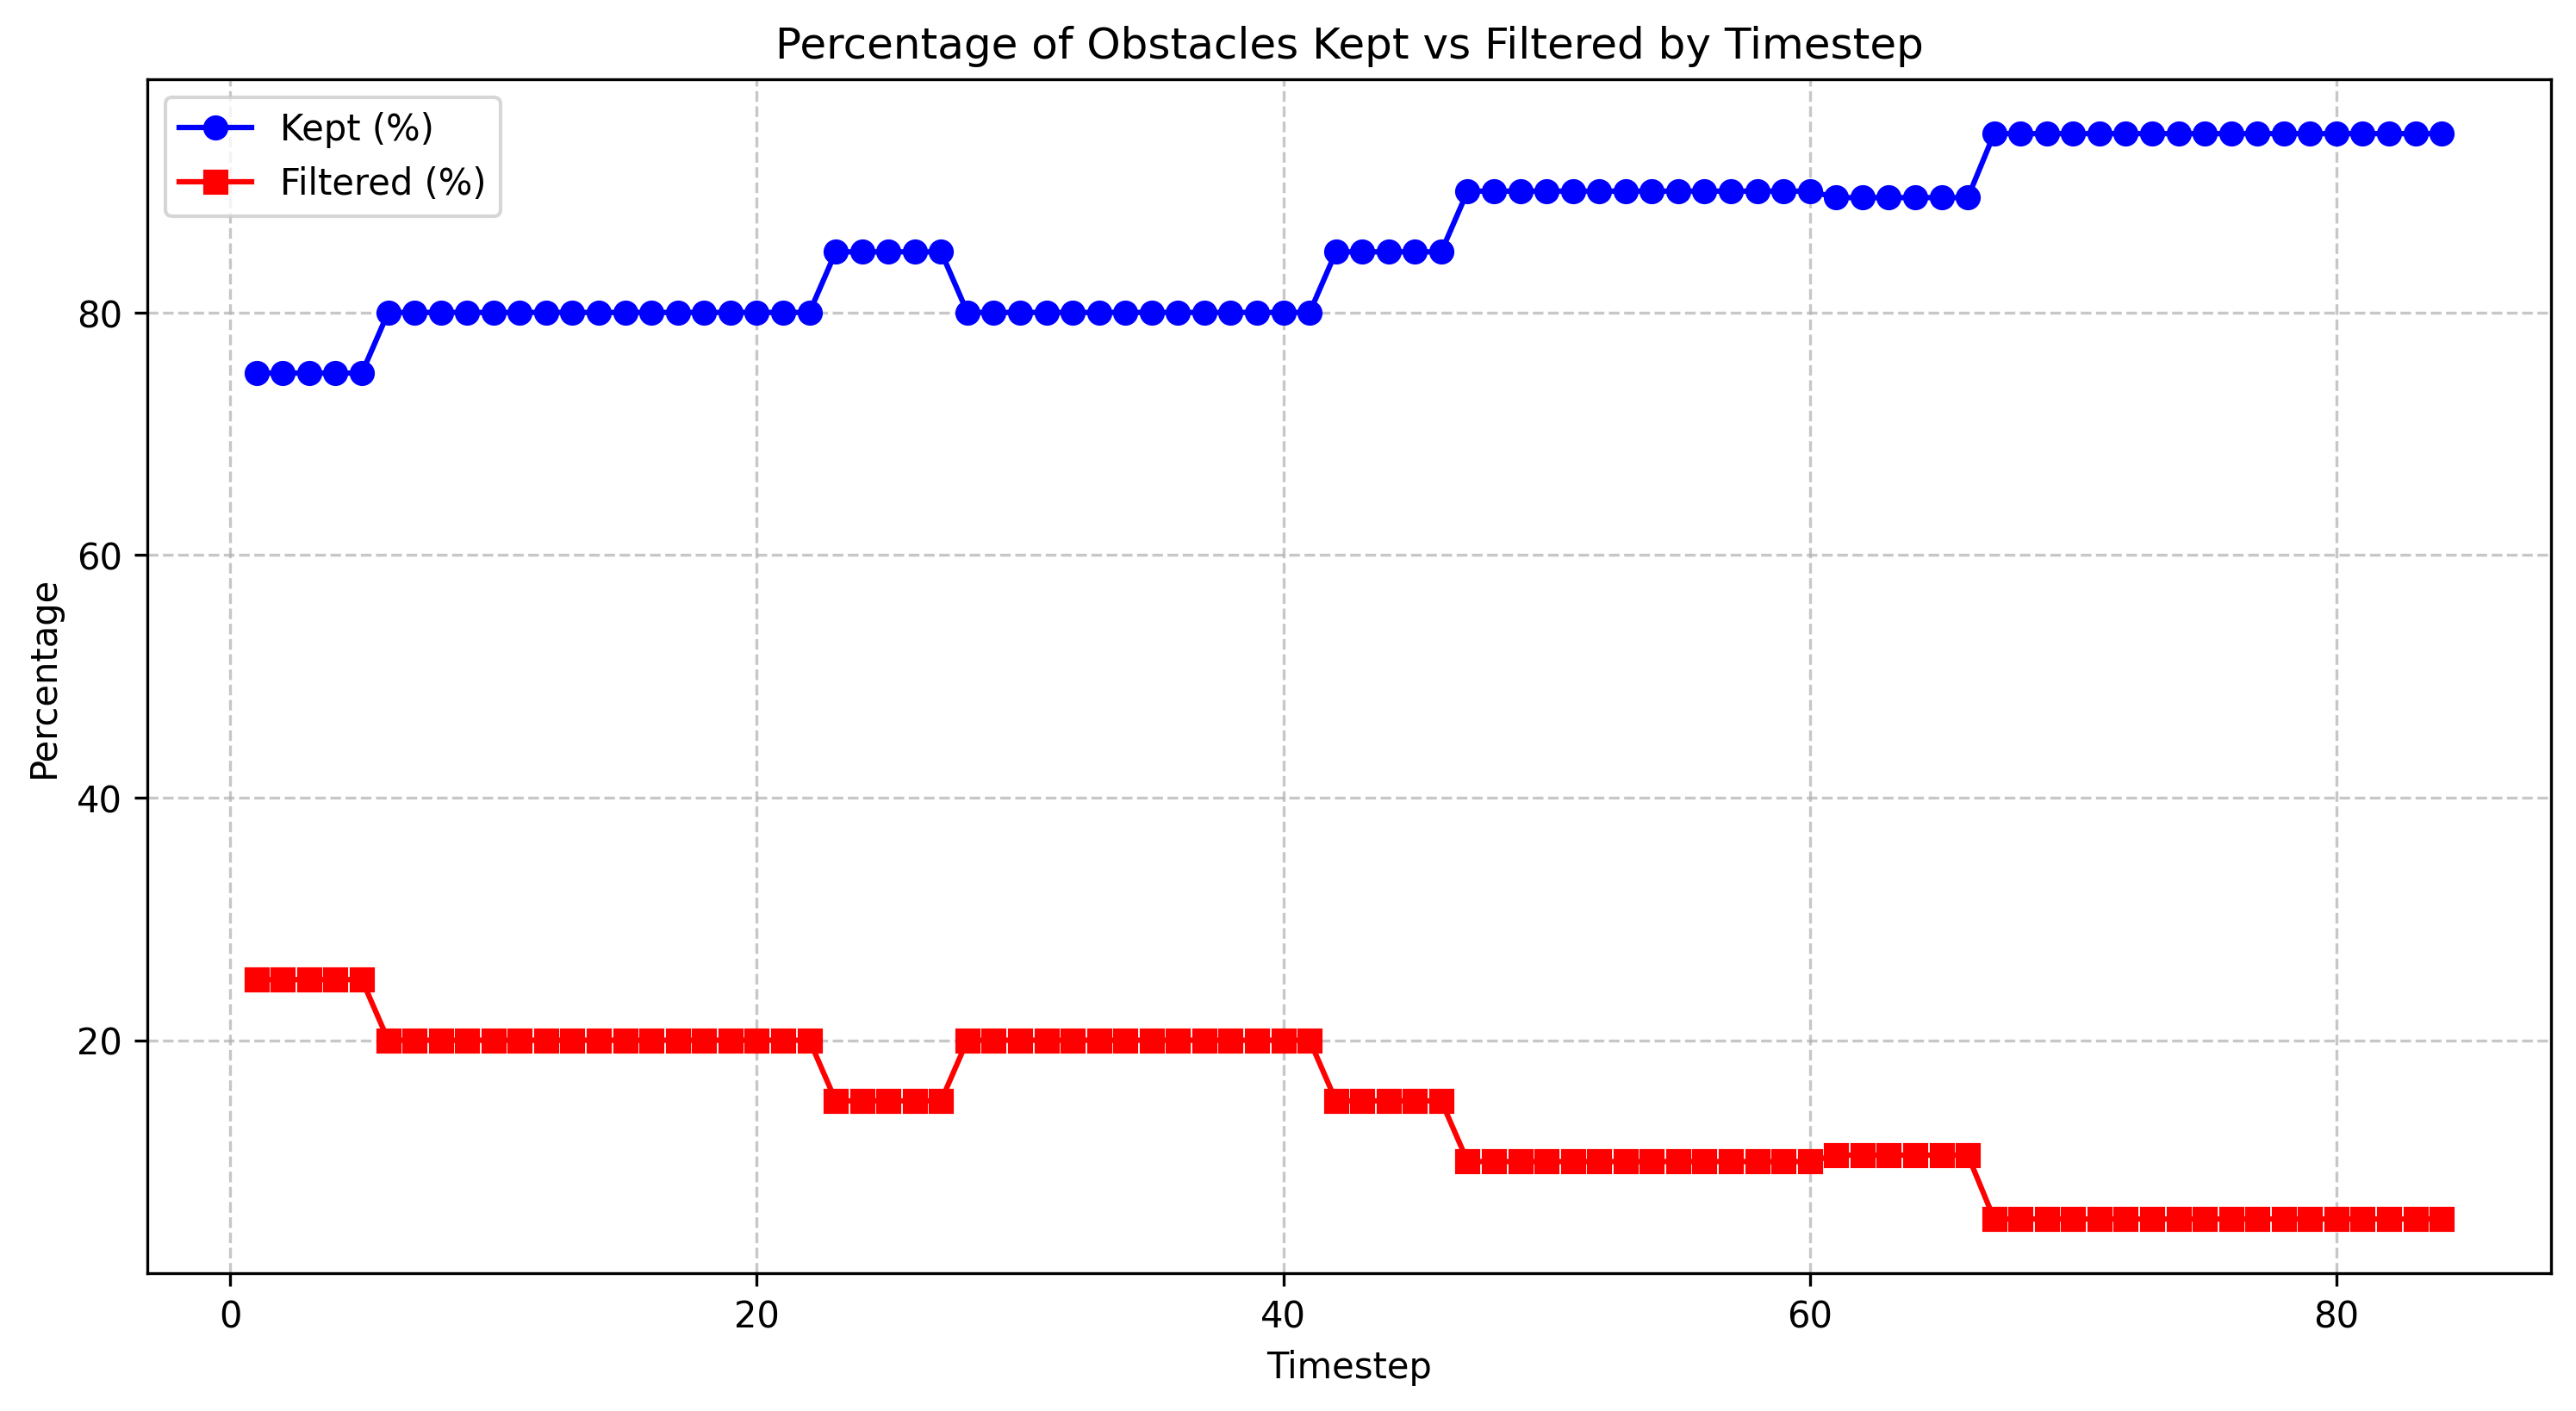 Percentage of Obstacles Kept vs Filtered by Timestep
Kept (%)
Filtered (%)
Percentage
80
60
40
20
0 20 40 60 80
Timestep